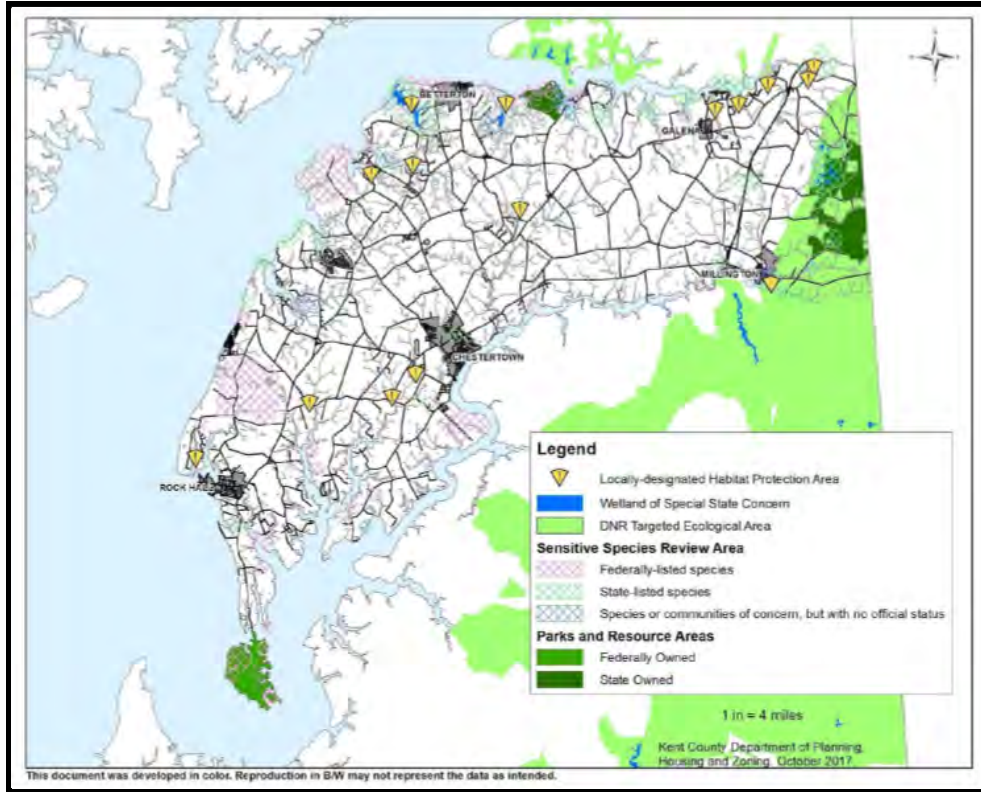 BETTERTON
GALENA
MILLINGTON
CHESTERTOWN
ROCK HALL
Legend
Locally-designated Habitat Protection Area
Wetland of Special State Concern
DNR Targeted Ecological Area
Sensitive Species Review Area
Federally-listed species
State-listed species
Species or communities of concern, but with no official status
Parks and Resource Areas
Federally Owned
State Owned
1 in = 4 miles
Kent County Department of Planning,
Housing and Zoning, October 2017
This document was developed in color. Reproduction in B/W may not represent the data as intended.